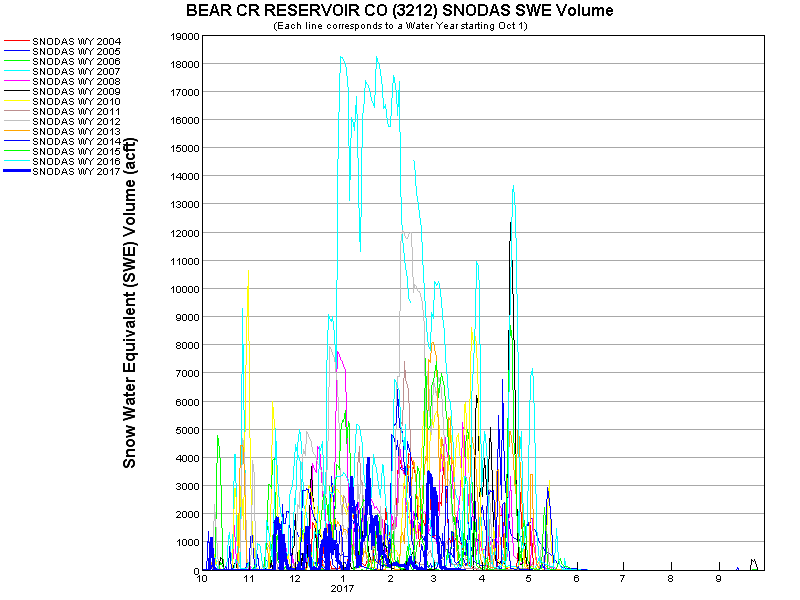 BEAR CR RESERVOIR CO (3212) SNODAS SWE Volume
(Each line corresponds to a Water Year starting Oct 1)
SNODAS WY 2004
SNODAS WY 2005
SNODAS WY 2006
SNODAS WY 2007
SNODAS WY 2008
SNODAS WY 2009
SNODAS WY 2010
SNODAS WY 2011
SNODAS WY 2012
SNODAS WY 2013
SNODAS WY 2014
SNODAS WY 2015
SNODAS WY 2016
SNODAS WY 2017
Snow Water Equivalent (SWE) Volume (acft)
19000
18000
17000
16000
15000
14000
13000
12000
11000
10000
9000
8000
7000
6000
5000
4000
3000
2000
1000
0
10 11 12 1 2 3 4 5 6 7 8 9
2017